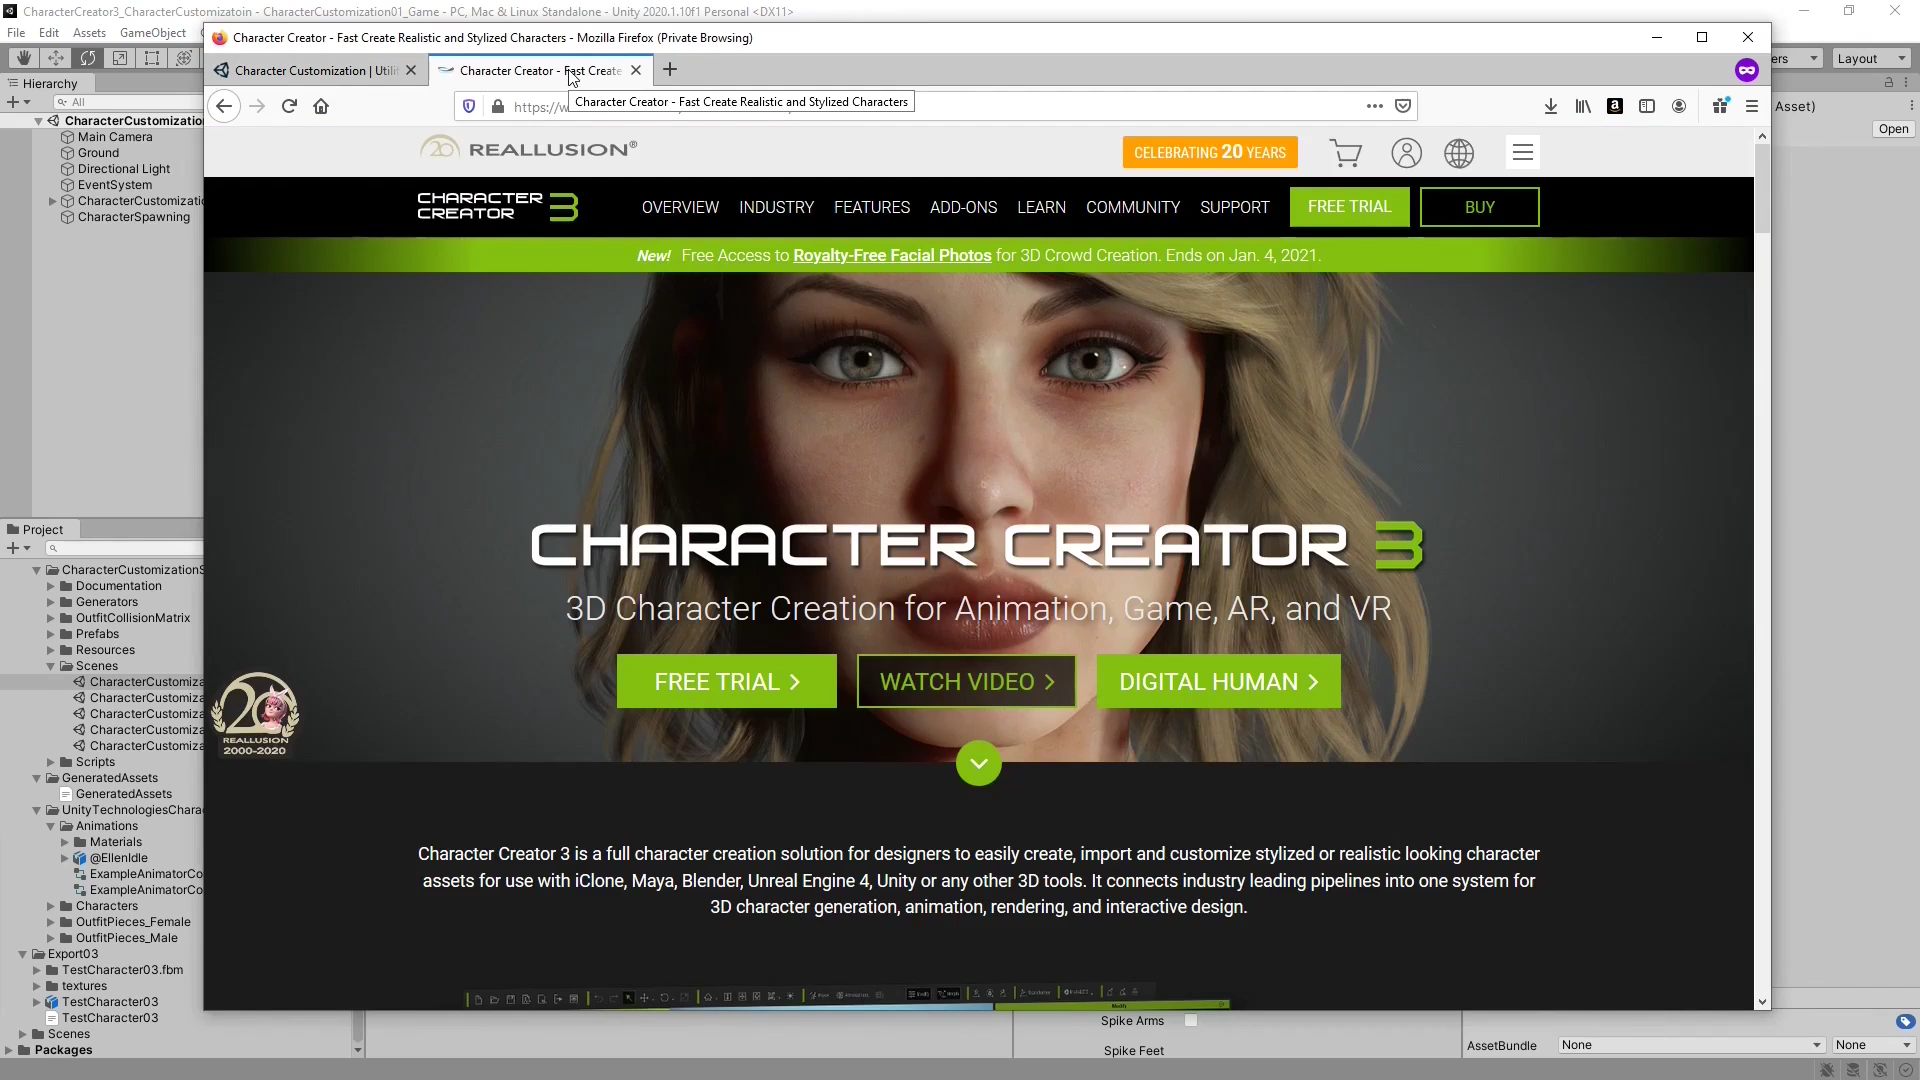 CharacterCreator3_CharacterCustomizatoin - CharacterCustomization01_Game - PC, Mac & Linux Standalone - Unity 2020.1.10f1 Personal <DX11>
File Edit Assets GameObject
Character Creator - Fast Create Realistic and Stylized Characters - Mozilla Firefox (Private Browsing)
Layout
Character Customization | Utili
Character Creator - Fast Create
Hierarchy
All
https://w
Character Creator - Fast Create Realistic and Stylized Characters
Asset)
Open
CharacterCustomization
Main Camera
Ground
Directional Light
EventSystem
CharacterCustomizatio
CharacterSpawning
20 REALLUSION®
CELEBRATING 20 YEARS
CHARACTER CREATOR 3
OVERVIEW INDUSTRY FEATURES ADD-ONS LEARN COMMUNITY SUPPORT FREE TRIAL BUY
New! Free Access to Royalty-Free Facial Photos for 3D Crowd Creation. Ends on Jan. 4, 2021.
CHARACTER CREATOR 3
3D Character Creation for Animation, Game, AR, and VR
FREE TRIAL > WATCH VIDEO > DIGITAL HUMAN >
20
REALLUSION
2000-2020
Character Creator 3 is a full character creation solution for designers to easily create, import and customize stylized or realistic looking character
assets for use with iClone, Maya, Blender, Unreal Engine 4, Unity or any other 3D tools. It connects industry leading pipelines into one system for
3D character generation, animation, rendering, and interactive design.
Project
CharacterCustomizationS
Documentation
Generators
OutfitCollisionMatrix
Prefabs
Resources
Scenes
CharacterCustomiza
CharacterCustomiza
CharacterCustomiza
CharacterCustomiza
CharacterCustomiza
Scripts
GeneratedAssets
GeneratedAssets
UnityTechnologiesChara
Animations
Materials
@EllenIdle
ExampleAnimatorCo
ExampleAnimatorCo
Characters
OutfitPieces_Female
OutfitPieces_Male
Export03
TestCharacter03.fbm
textures
TestCharacter03
TestCharacter03
Scenes
Packages
Spike Arms
Spike Feet
AssetBundle None None